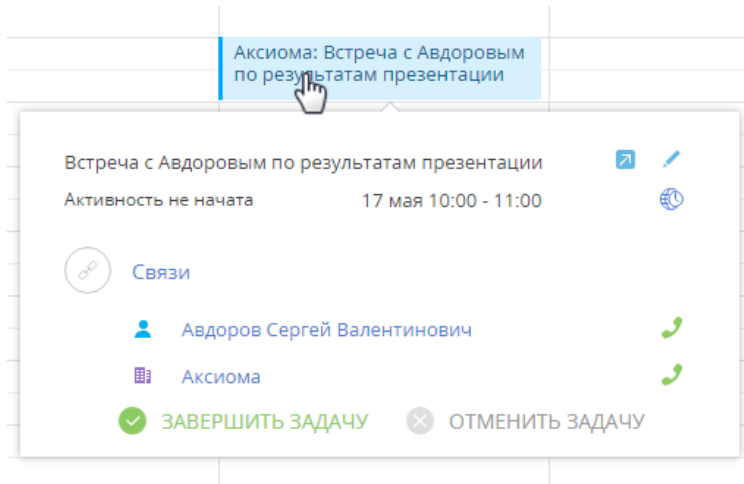 Аксиома: Встреча с Авдоровым
по результатам презентации
Встреча с Авдоровым по результатам презентации
Активность не начата 17 мая 10:00 - 11:00
Связи
Авдоров Сергей Валентинович
Аксиома
ЗАВЕРШИТЬ ЗАДАЧУ ОТМЕНИТЬ ЗАДАЧУ